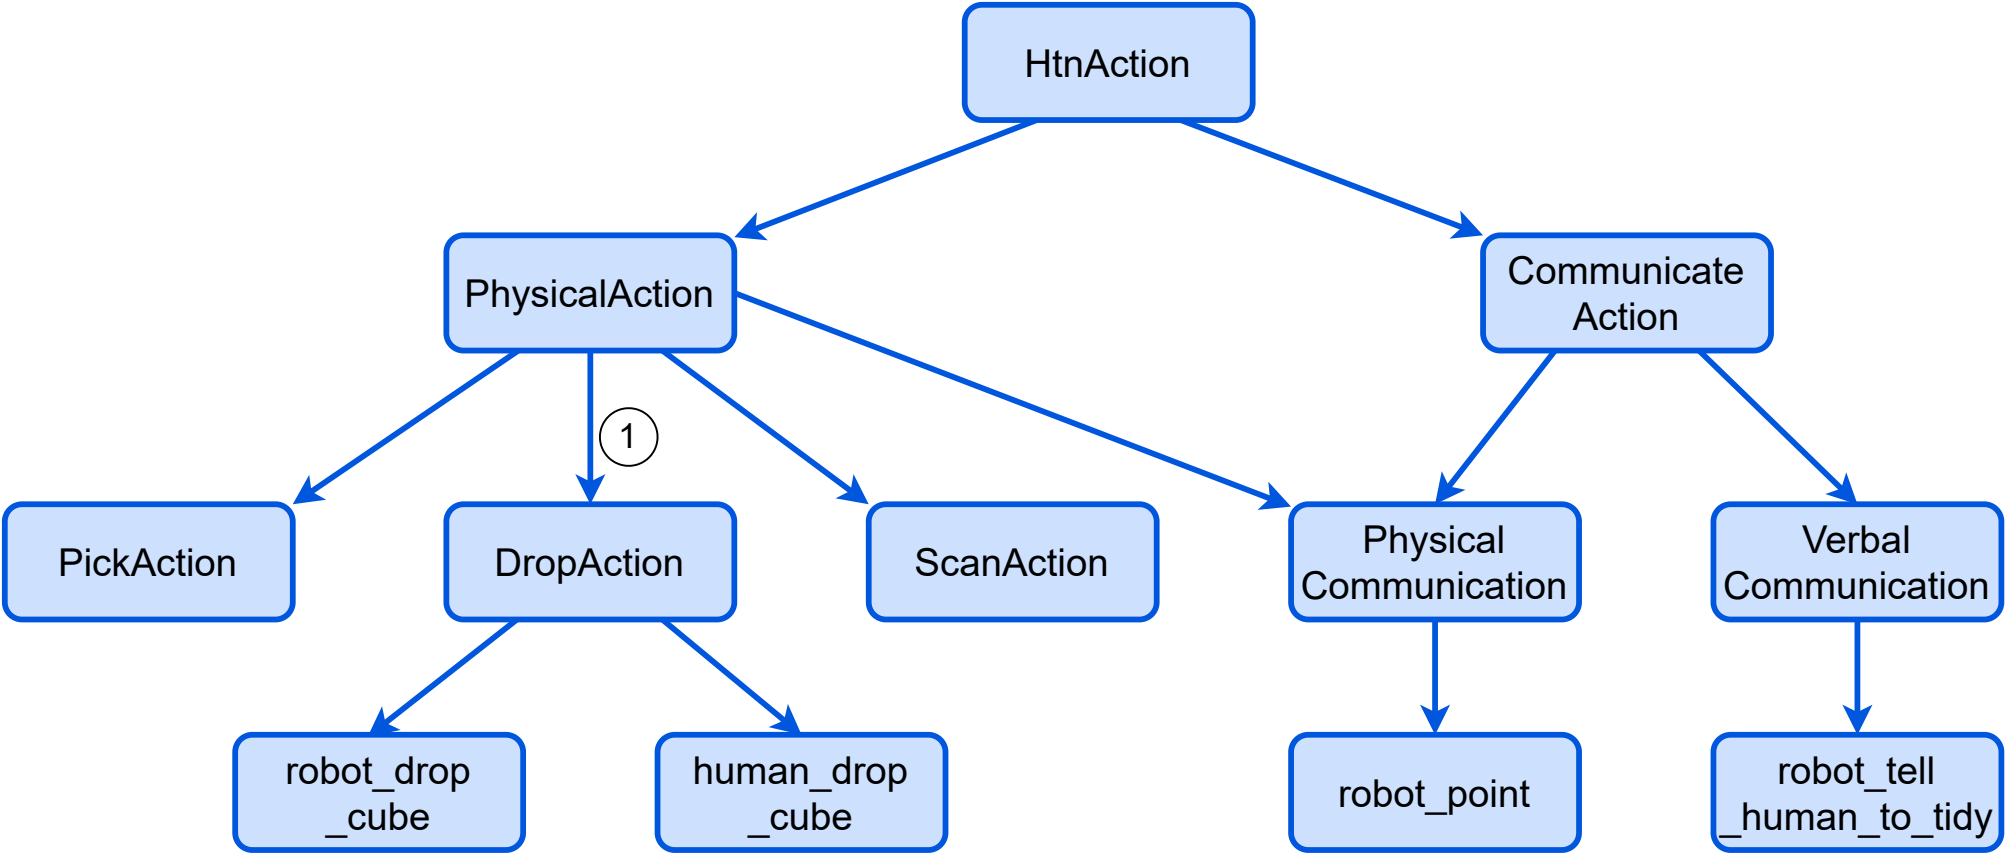 HtnAction
PhysicalAction
Communicate
Action
1
PickAction
DropAction
ScanAction
Physical
Communication
Verbal
Communication
robot_drop
_cube
human_drop
_cube
robot_point
robot_tell
_human_to_tidy